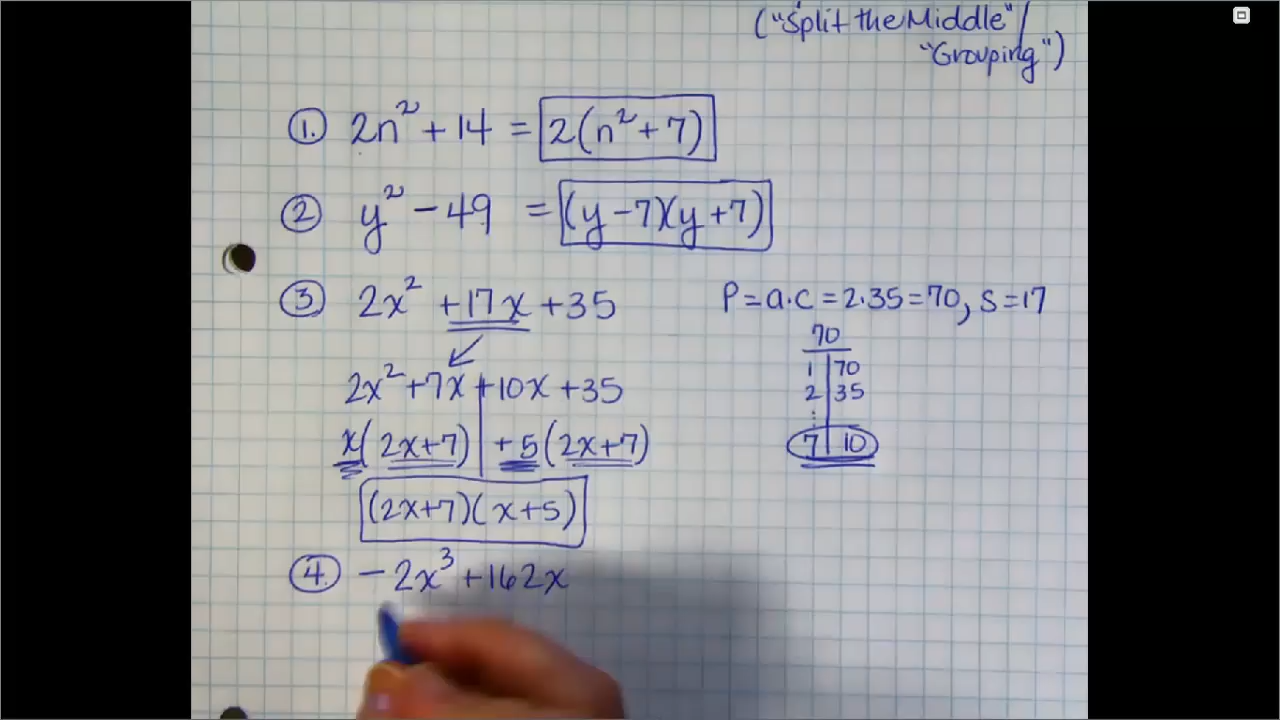 ("Split the Middle"/
"Grouping")
1. 2n² + 14 = 2(n² + 7)
2 y² - 49 = (y - 7)(y + 7)
3 2x² + 17x + 35 P = a·c = 2·35 = 70, S = 17
70
2x² + 7x + 10x + 35 1 | 70
2 | 35
⋮
x(2x+7) +5(2x+7) 7 | 10
(2x+7)(x+5)
4. -2x³ + 162x